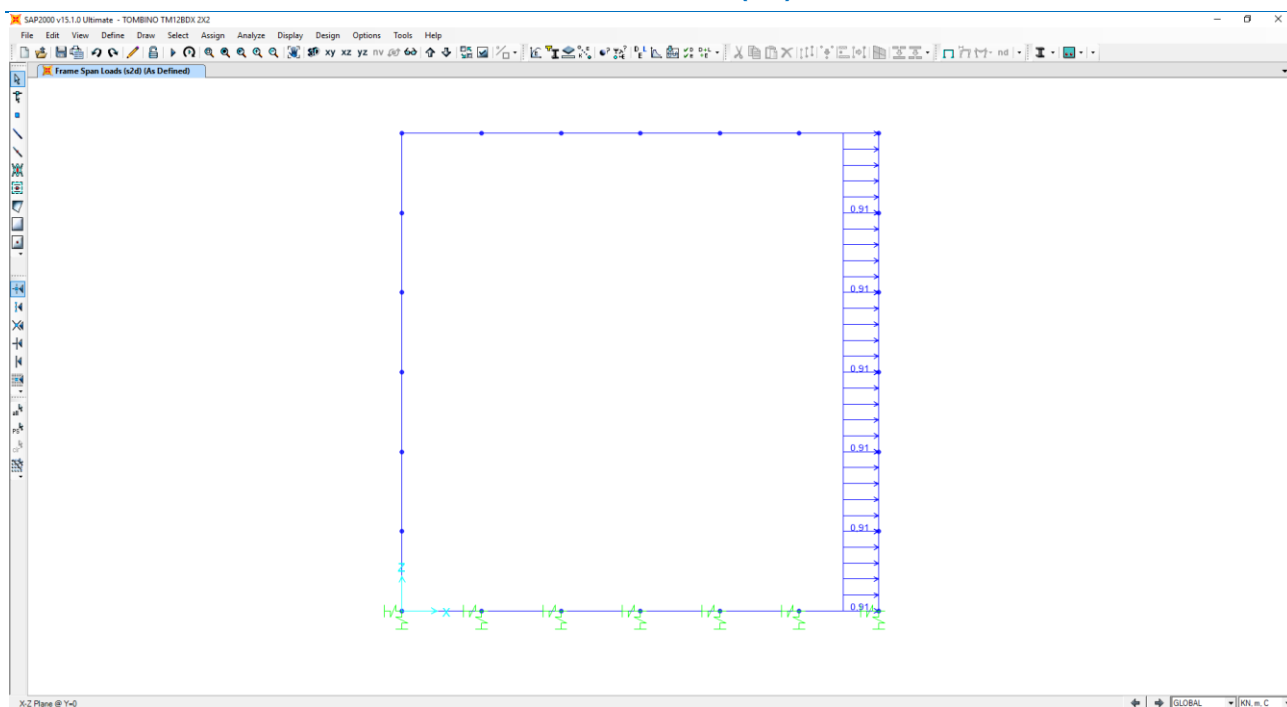 SAP2000 v15.1.0 Ultimate - TOMBINO TM12BDX 2X2
File Edit View Define Draw Select Assign Analyze Display Design Options Tools Help
xy xz yz nv nd
Frame Span Loads (s2d) (As Defined)
0.91
0.91
0.91
0.91
0.91
0.91
Z
X
X-Z Plane @ Y=0
GLOBAL
KN, m, C